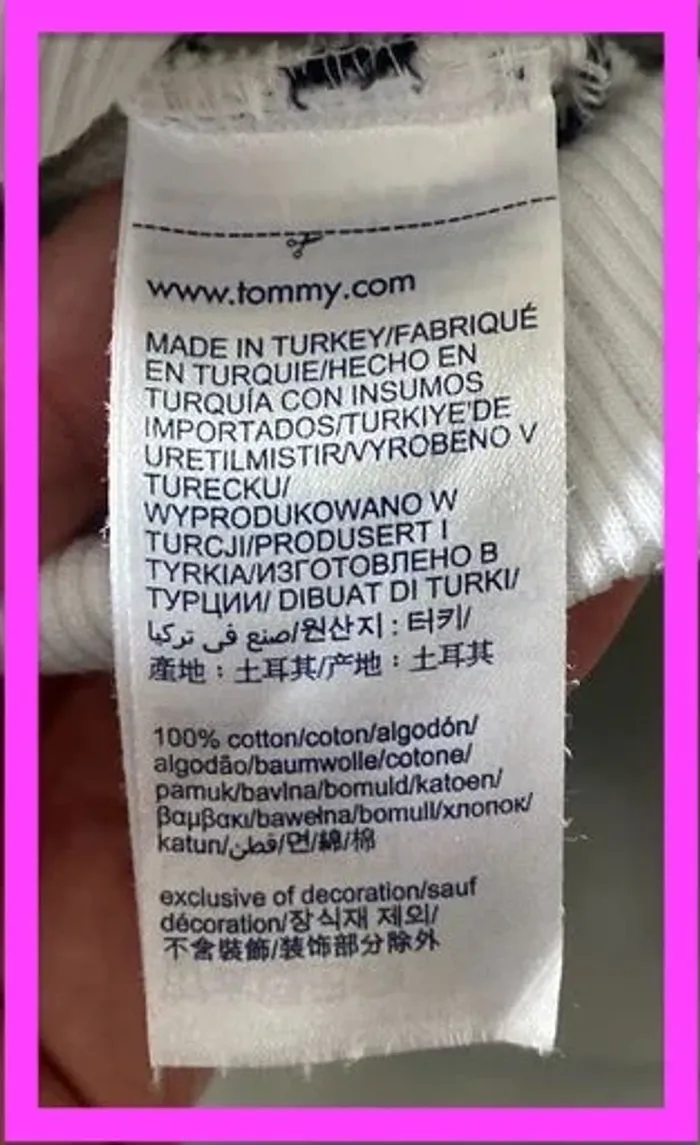 www.tommy.com
MADE IN TURKEY/FABRIQUÉ
EN TURQUIE/HECHO EN
TURQUÍA CON INSUMOS
IMPORTADOS/TURKIYE'DE
URETILMISTIR/VYROBENO V
TURECKU/
WYPRODUKOWANO W
TURCJI/PRODUSERT I
TYRKIA/ИЗГОТОВЛЕНО В
ТУРЦИИ/ DIBUAT DI TURKI/
صنع في تركيا/원산지 : 터키/
產地 : 土耳其/产地 : 土耳其
100% cotton/coton/algodón/
algodão/baumwolle/cotone/
pamuk/bavlna/bomuld/katoen/
βαμβακι/bawełna/bomull/хлопок/
katun/قطن/면/綿/棉
exclusive of decoration/sauf
décoration/장식재 제외/
不含裝飾/装饰部分除外